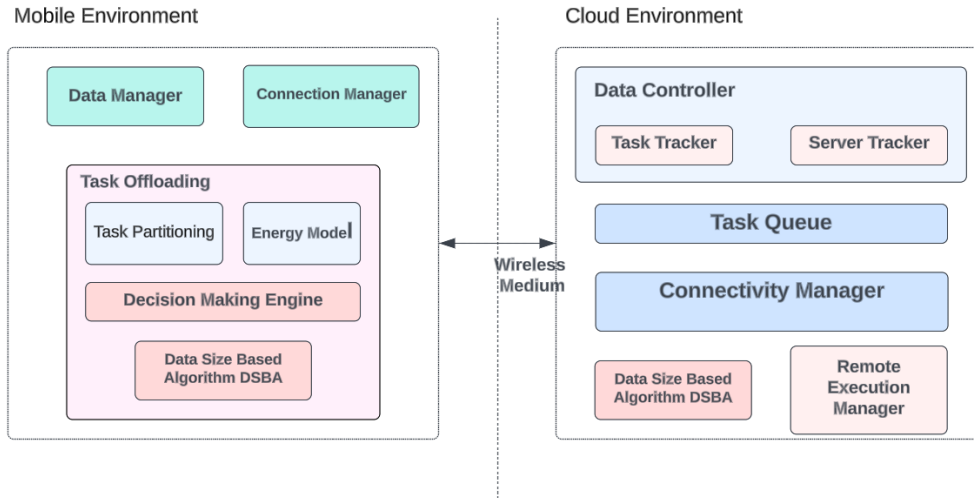 Mobile Environment
Data Manager
Connection Manager
Task Offloading
Task Partitioning
Energy Model
Decision Making Engine
Data Size Based
Algorithm DSBA
Wireless
Medium
Cloud Environment
Data Controller
Task Tracker
Server Tracker
Task Queue
Connectivity Manager
Data Size Based
Algorithm DSBA
Remote
Execution
Manager